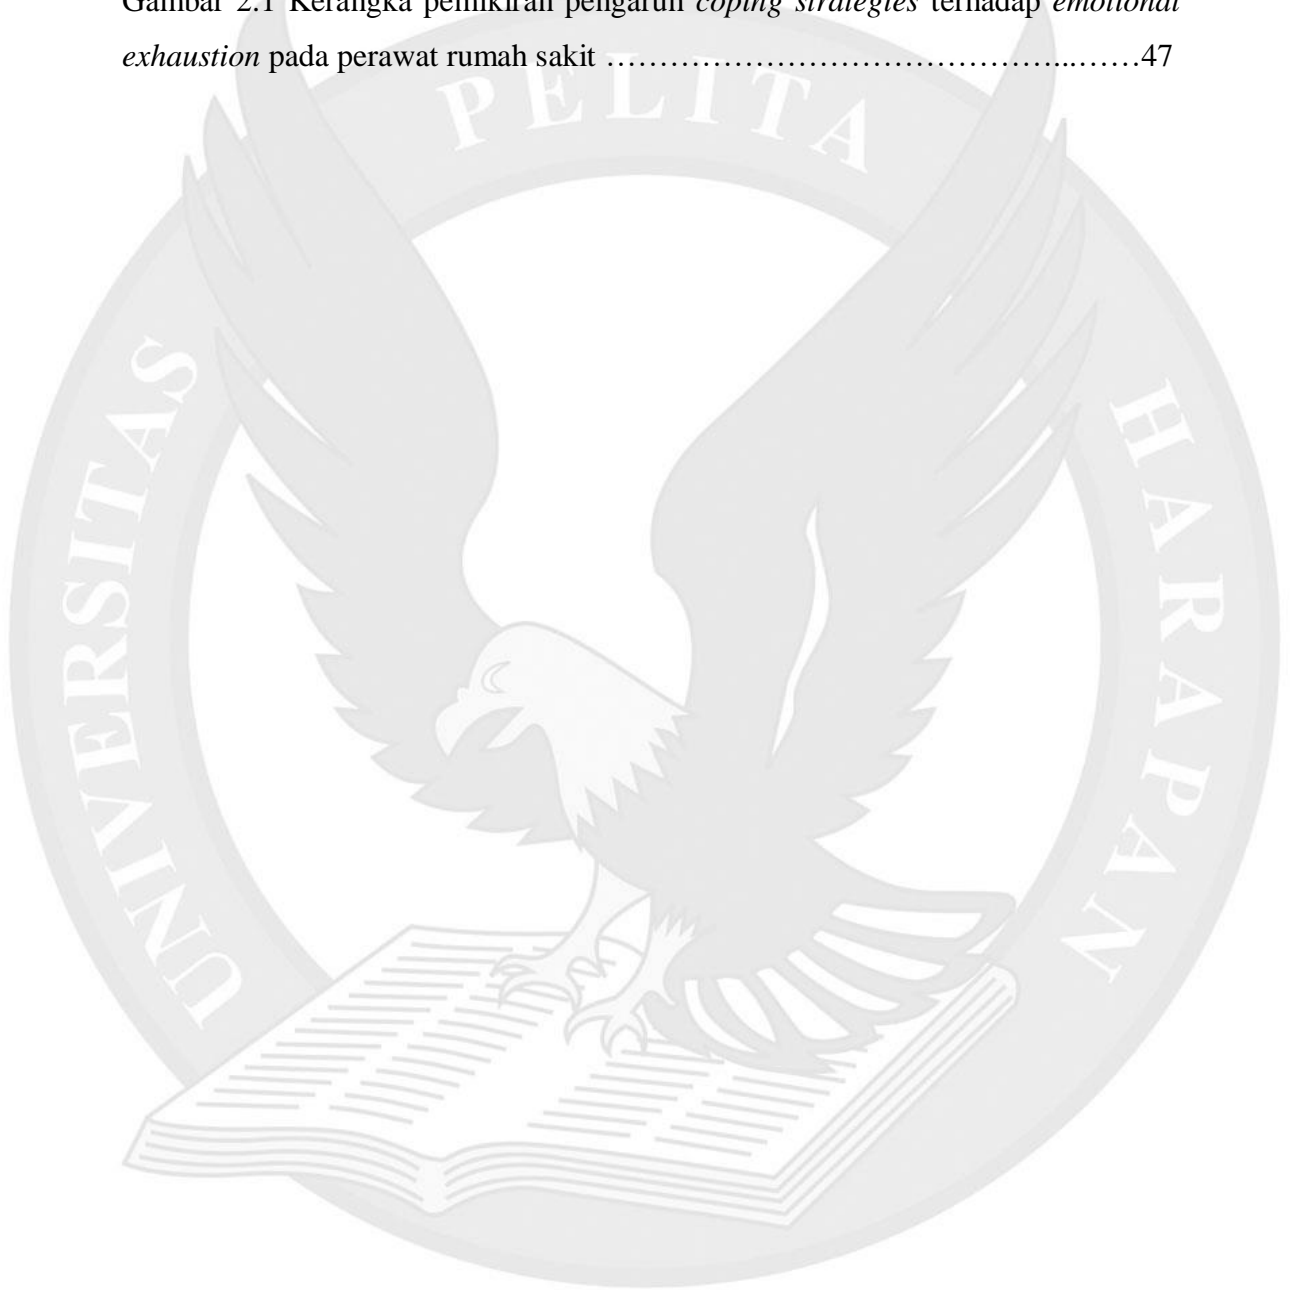 Gambar 2.1 Kerangka pemikiran pengaruh coping strategies terhadap emotional
exhaustion pada perawat rumah sakit …………………………………...……47
UNIVERSITAS PELITA HARAPAN